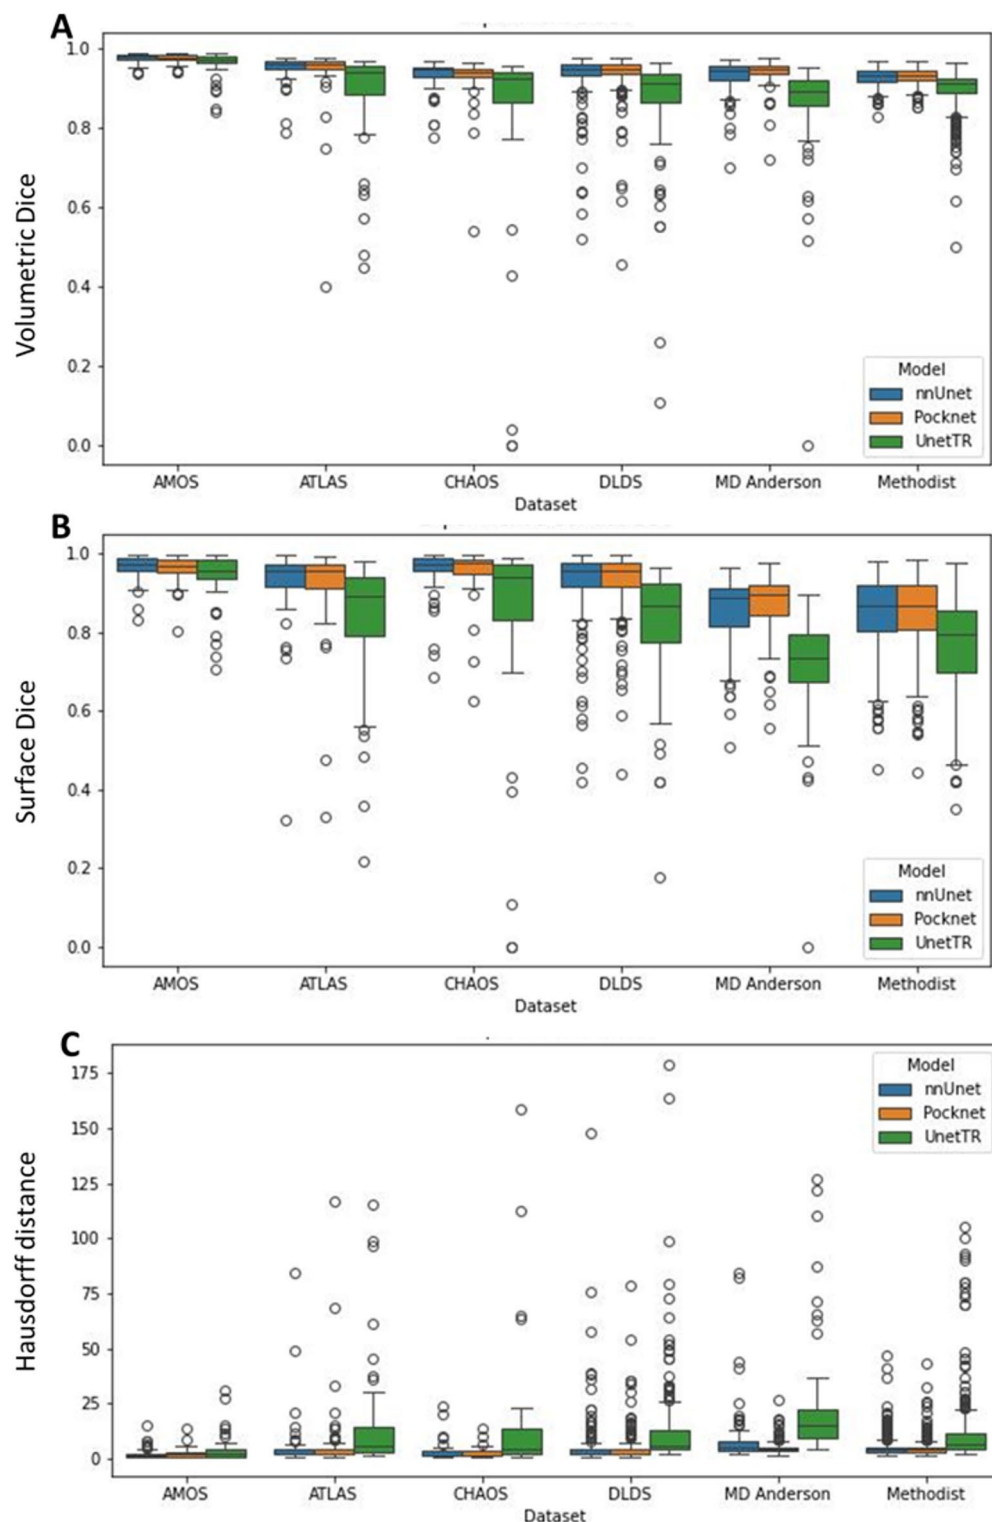 A
Volumetric Dice
1.0
0.8
0.6
0.4
0.2
0.0
Model
nnUnet
Pocknet
UnetTR
AMOS ATLAS CHAOS DLDS MD Anderson Methodist
Dataset
B
Surface Dice
1.0
0.8
0.6
0.4
0.2
0.0
Model
nnUnet
Pocknet
UnetTR
AMOS ATLAS CHAOS DLDS MD Anderson Methodist
Dataset
C
Hausdorff distance
175
150
125
100
75
50
25
0
Model
nnUnet
Pocknet
UnetTR
AMOS ATLAS CHAOS DLDS MD Anderson Methodist
Dataset